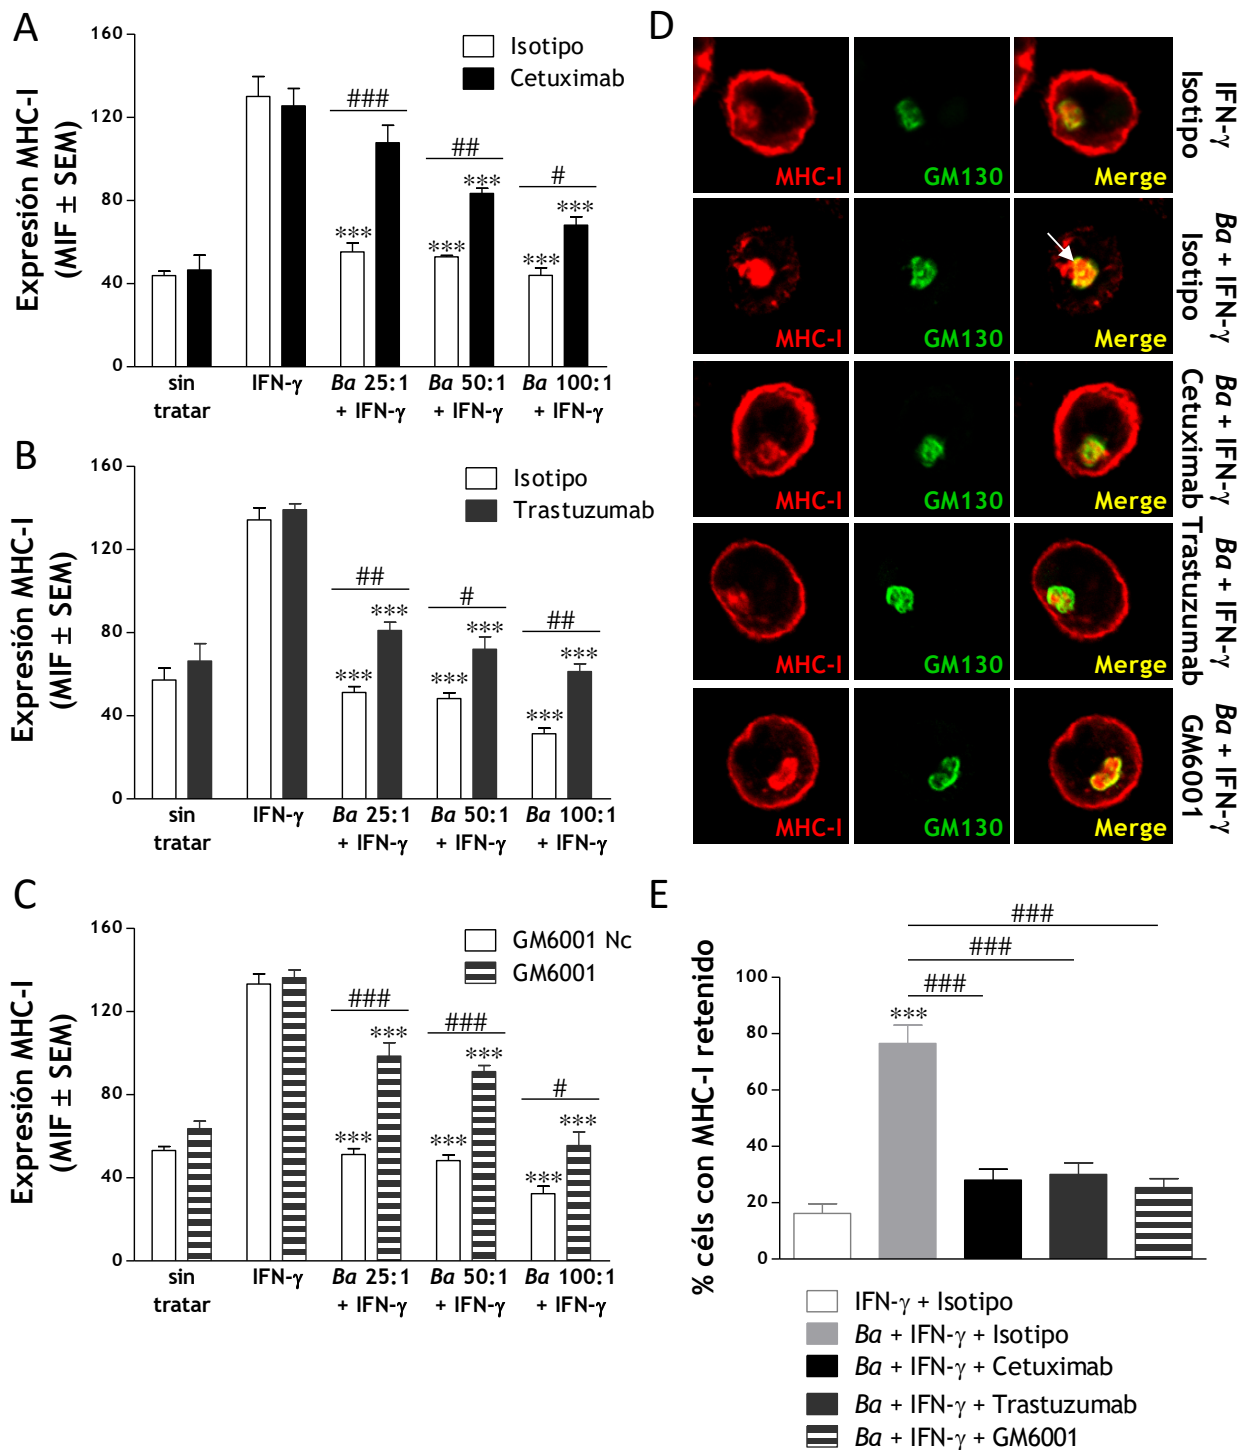 A
160
120
80
40
0
Expresión MHC-I
(MIF ± SEM)
Isotipo
Cetuximab
###
##
#
***
***
***
***
***
sin
tratar
IFN-γ
Ba 25:1
+ IFN-γ
Ba 50:1
+ IFN-γ
Ba 100:1
+ IFN-γ
B
160
120
80
40
0
Expresión MHC-I
(MIF ± SEM)
Isotipo
Trastuzumab
##
#
##
***
***
***
***
***
***
sin
tratar
IFN-γ
Ba 25:1
+ IFN-γ
Ba 50:1
+ IFN-γ
Ba 100:1
+ IFN-γ
C
160
120
80
40
0
Expresión MHC-I
(MIF ± SEM)
GM6001 Nc
GM6001
###
###
#
***
***
***
***
***
***
sin
tratar
IFN-γ
Ba 25:1
+ IFN-γ
Ba 50:1
+ IFN-γ
Ba 100:1
+ IFN-γ
D
MHC-I
GM130
Merge
IFN-γ
Isotipo
MHC-I
GM130
Merge
Ba + IFN-γ
Isotipo
MHC-I
GM130
Merge
Ba + IFN-γ
Cetuximab
MHC-I
GM130
Merge
Ba + IFN-γ
Trastuzumab
MHC-I
GM130
Merge
Ba + IFN-γ
GM6001
E
% céls con MHC-I retenido
100
80
60
40
20
0
###
###
###
***
IFN-γ + Isotipo
Ba + IFN-γ + Isotipo
Ba + IFN-γ + Cetuximab
Ba + IFN-γ + Trastuzumab
Ba + IFN-γ + GM6001